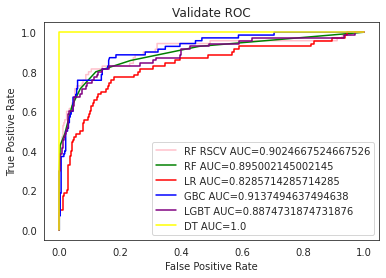 Validate ROC
True Positive Rate
1.0
0.8
0.6
0.4
0.2
0.0
RF RSCV AUC=0.9024667524667526
RF AUC=0.895002145002145
LR AUC=0.8285714285714285
GBC AUC=0.9137494637494638
LGBT AUC=0.8874731874731876
DT AUC=1.0
0.0 0.2 0.4 0.6 0.8 1.0
False Positive Rate